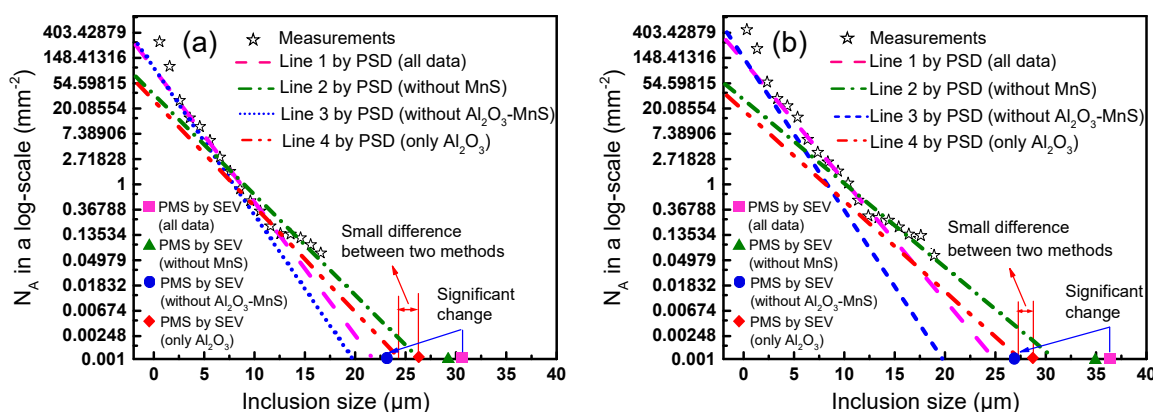 (a)
N_A in a log-scale (mm⁻²)
403.42879
148.41316
54.59815
20.08554
7.38906
2.71828
1
0.36788
0.13534
0.04979
0.01832
0.00674
0.00248
0.001
Measurements
Line 1 by PSD (all data)
Line 2 by PSD (without MnS)
Line 3 by PSD (without Al₂O₃-MnS)
Line 4 by PSD (only Al₂O₃)
PMS by SEV
(all data)
PMS by SEV
(without MnS)
PMS by SEV
(without Al₂O₃-MnS)
PMS by SEV
(only Al₂O₃)
Small difference
between two methods
Significant
change
0 5 10 15 20 25 30 35 40
Inclusion size (µm)
(b)
N_A in a log-scale (mm⁻²)
403.42879
148.41316
54.59815
20.08554
7.38906
2.71828
1
0.36788
0.13534
0.04979
0.01832
0.00674
0.00248
0.001
Measurements
Line 1 by PSD (all data)
Line 2 by PSD (without MnS)
Line 3 by PSD (without Al₂O₃-MnS)
Line 4 by PSD (only Al₂O₃)
PMS by SEV
(all data)
PMS by SEV
(without MnS)
PMS by SEV
(without Al₂O₃-MnS)
PMS by SEV
(only Al₂O₃)
Small difference
between two methods
Significant
change
0 5 10 15 20 25 30 35 40
Inclusion size (µm)